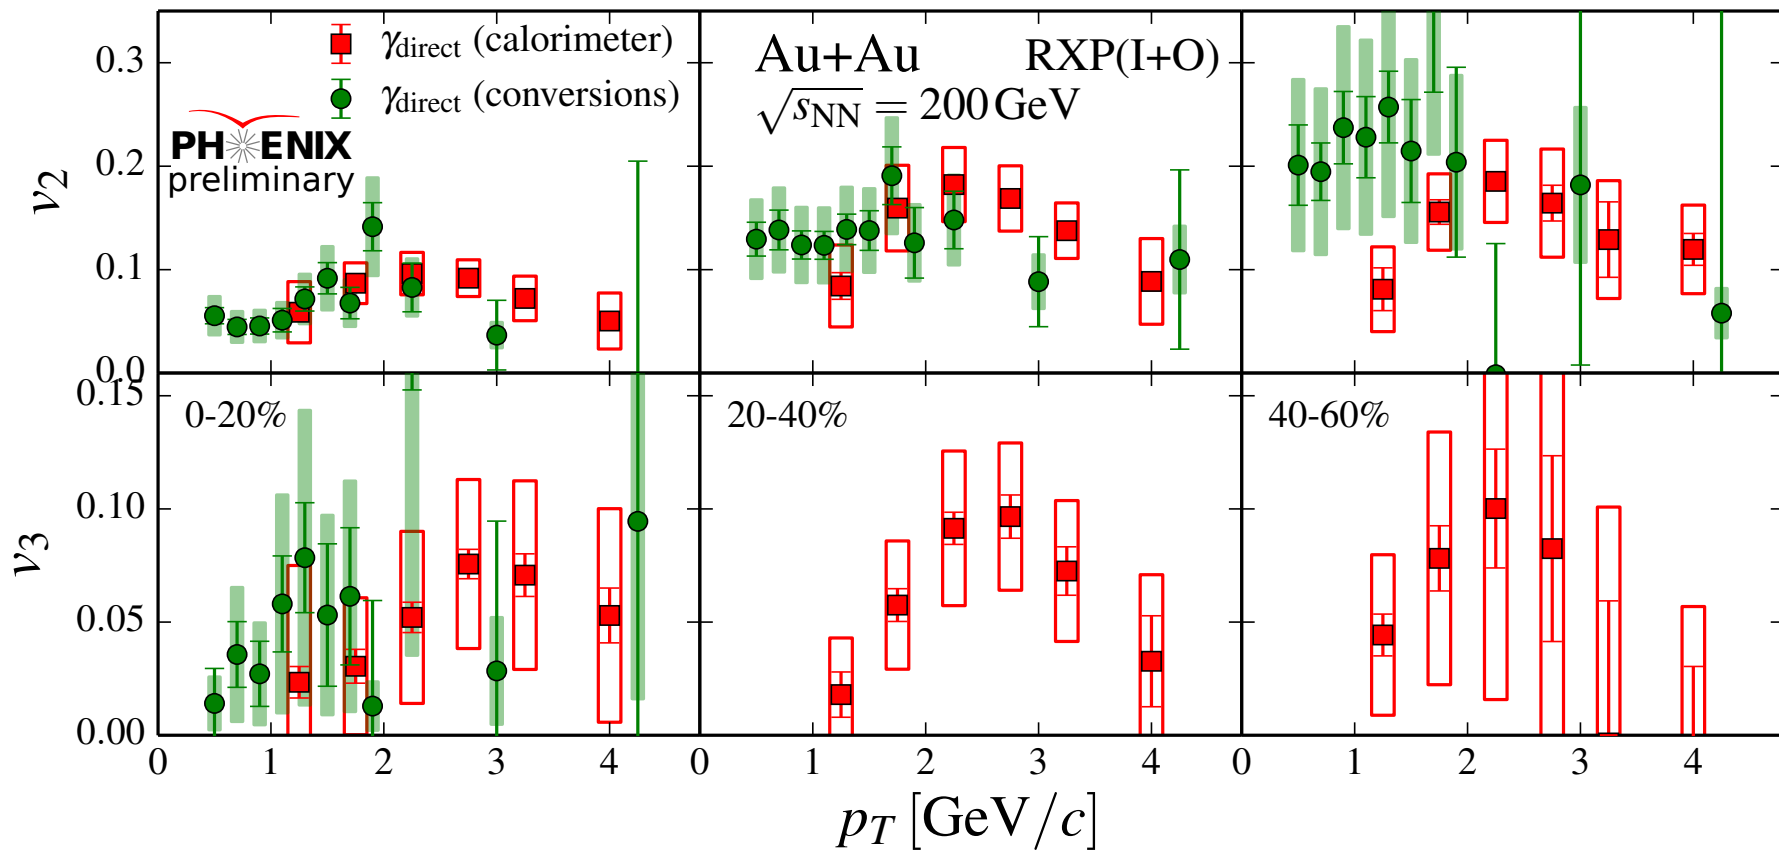 γdirect (calorimeter)
γdirect (conversions)
PHENIX
preliminary
Au+Au RXP(I+O)
√sNN = 200 GeV
v2
0.3
0.2
0.1
0.0
v3
0.15
0.10
0.05
0.00
0-20% 20-40% 40-60%
0 1 2 3 4 0 1 2 3 4 0 1 2 3 4
pT [GeV/c]